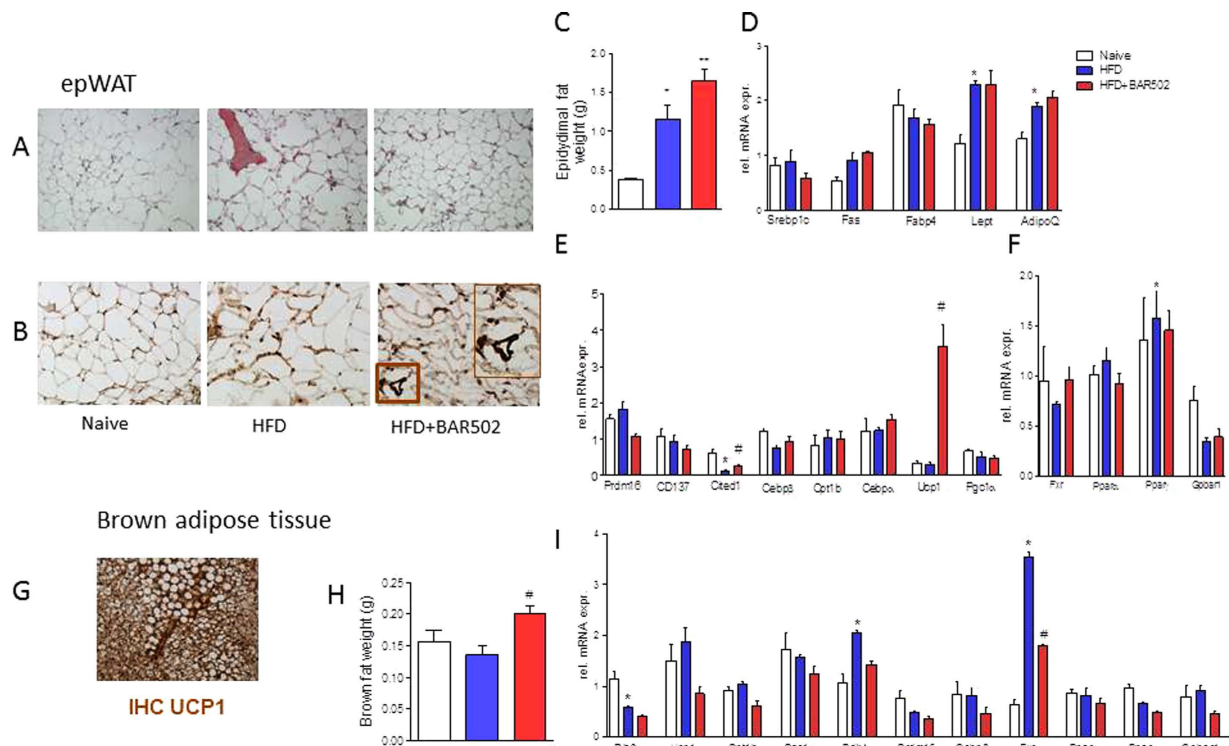 epWAT
A
B
Naive
HFD
HFD+BAR502
C
Epidydimal fat
weight (g)
2.0
1.5
1.0
0.5
0.0
*
**
D
rel. mRNA expr.
3
2
1
0
*
*
Srebp1c
Fas
Fabp4
Lept
AdipoQ
Naive
HFD
HFD+BAR502
E
rel. mRNA expr.
5
4
3
2
1
0
*
#
#
Prdm16
CD137
Cited1
Cpt1b
Ucp1
Pgc1α
F
rel. mRNA expr.
2.0
1.5
1.0
0.5
0.0
*
Fxr
Pparα
Pparγ
Brown adipose tissue
G
IHC UCP1
H
Brown fat weight (g)
0.25
0.20
0.15
0.10
0.05
0.00
#
I
rel. mRNA expr.
4
3
2
1
0
*
*
*
#